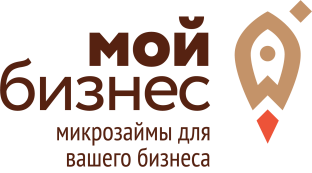 мой
бизнес
микрозаймы для
вашего бизнеса